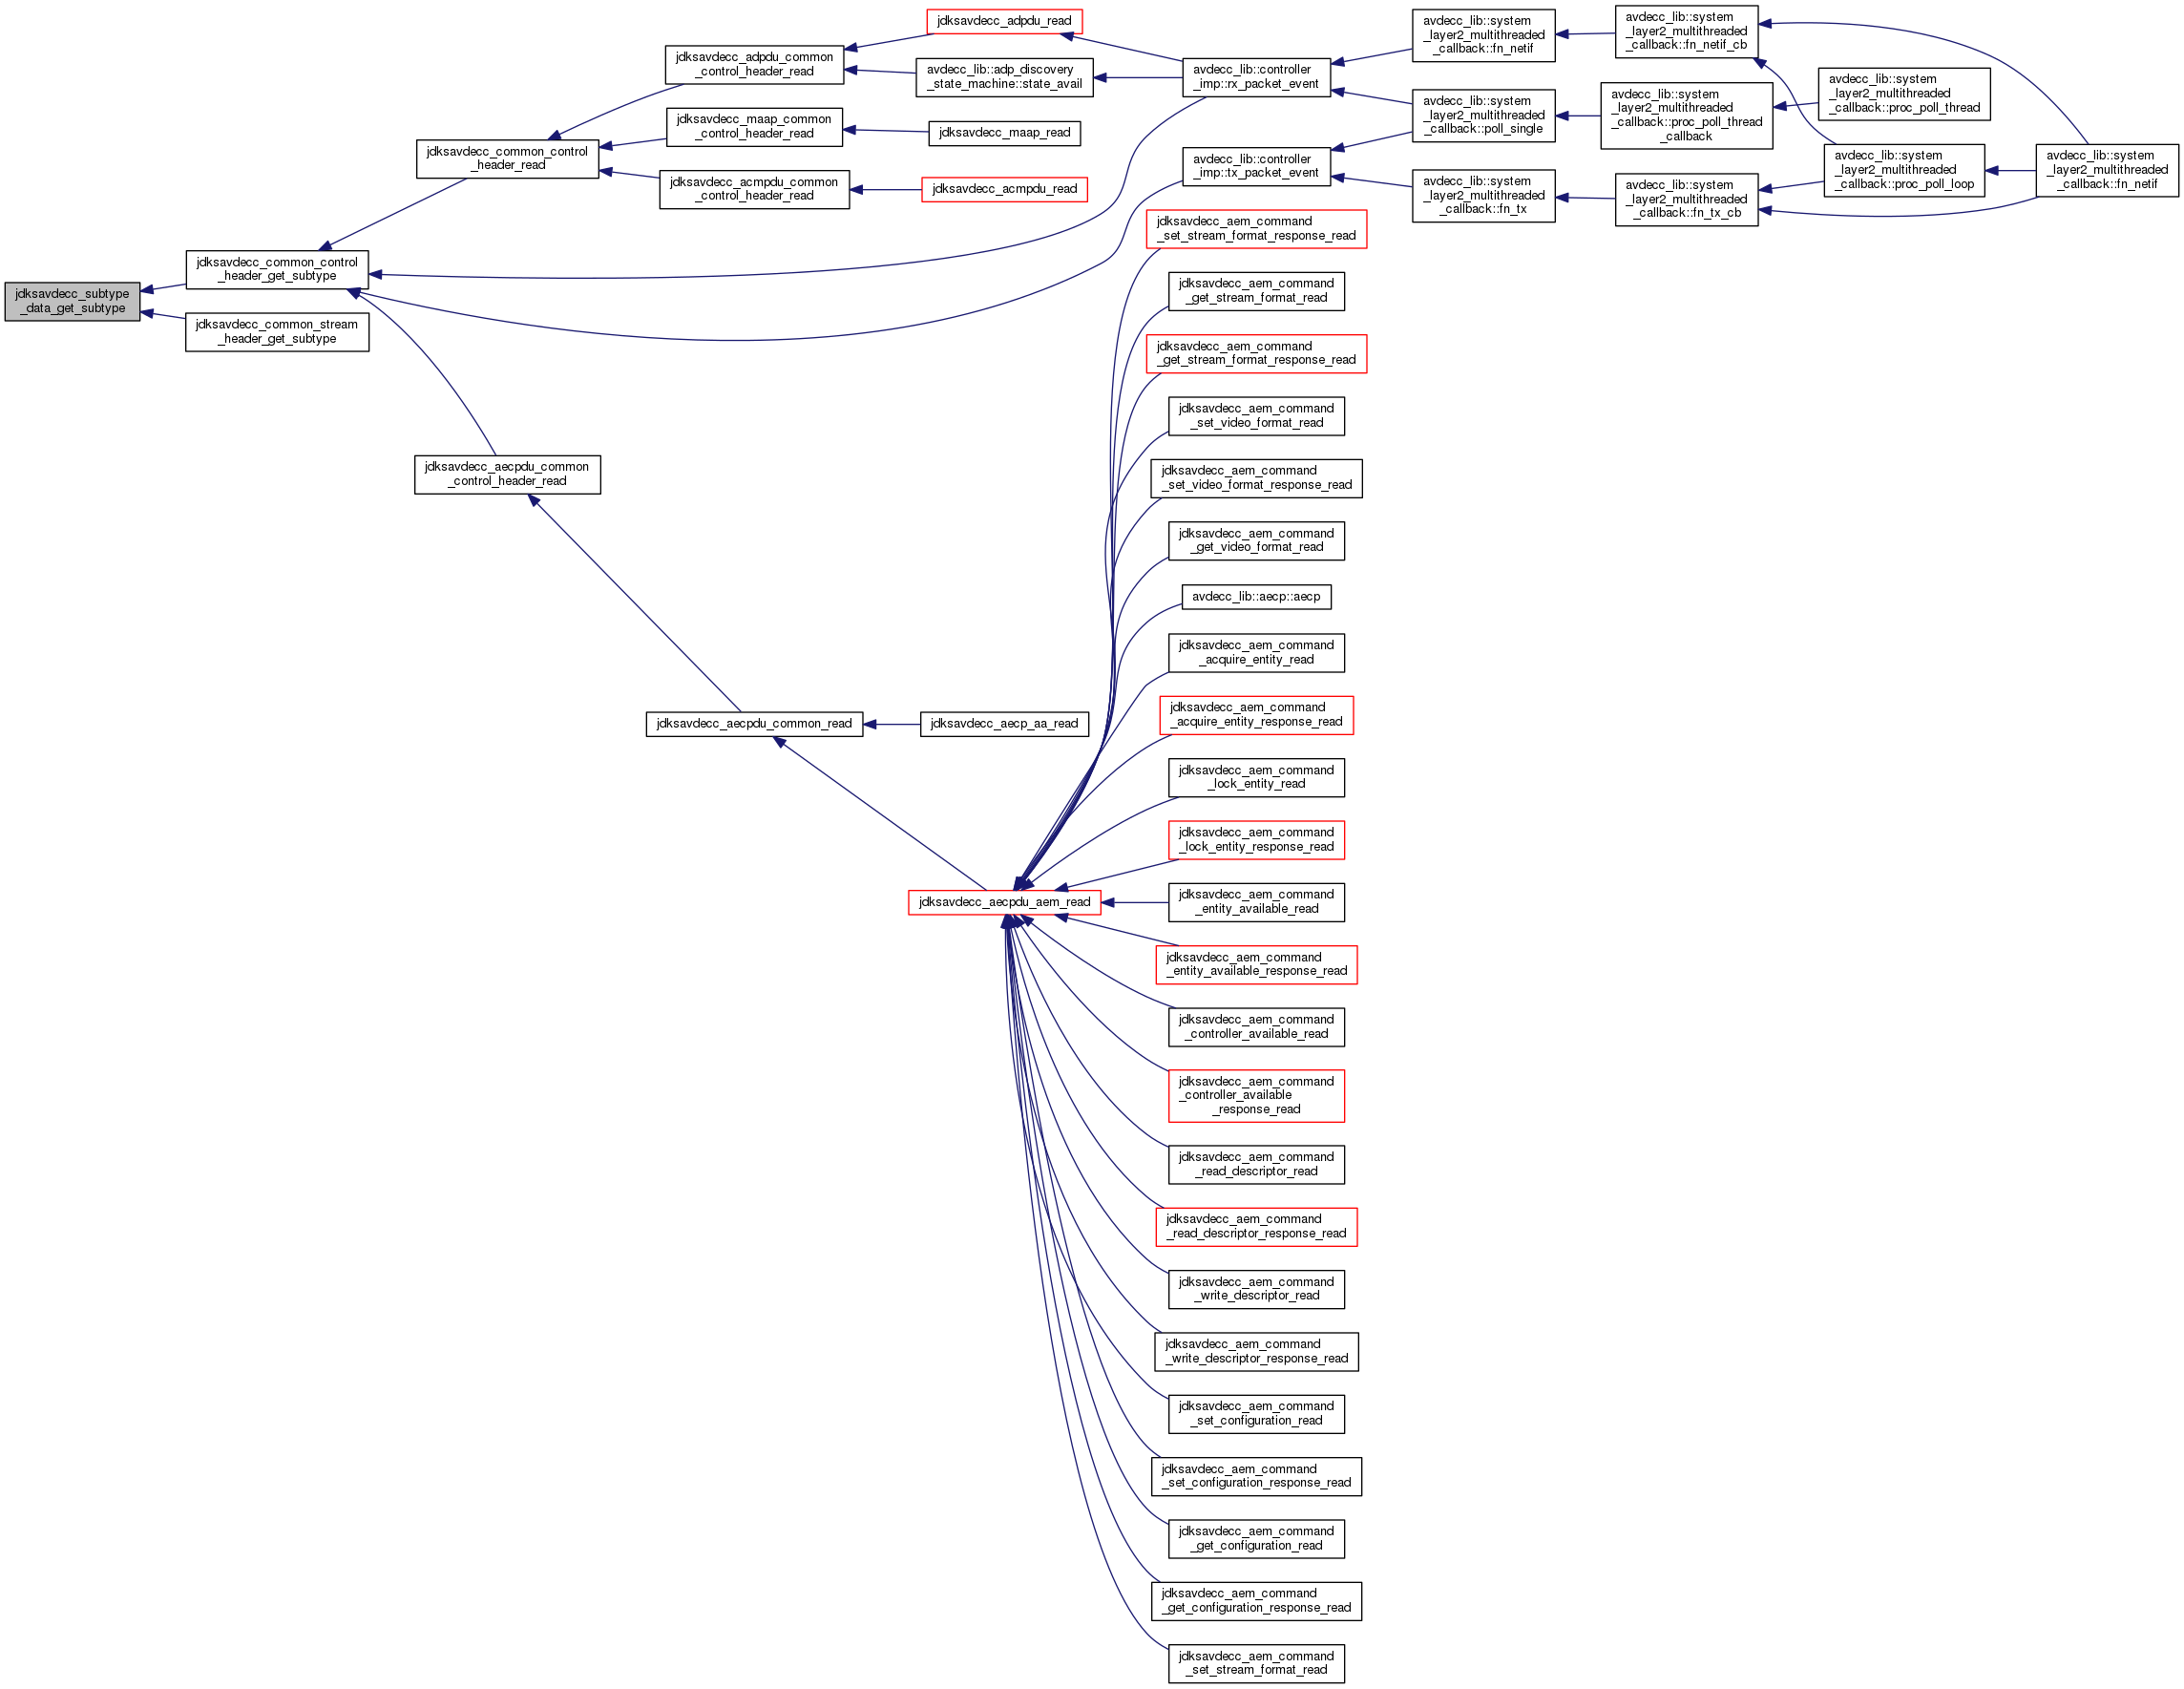 jdksavdecc_subtype
_data_get_subtype
jdksavdecc_common_control
_header_get_subtype
jdksavdecc_common_stream
_header_get_subtype
jdksavdecc_common_control
_header_read
jdksavdecc_aecpdu_common
_control_header_read
jdksavdecc_adpdu_common
_control_header_read
jdksavdecc_maap_common
_control_header_read
jdksavdecc_acmpdu_common
_control_header_read
jdksavdecc_aecpdu_common_read
jdksavdecc_adpdu_read
avdecc_lib::adp_discovery
_state_machine::state_avail
jdksavdecc_maap_read
jdksavdecc_acmpdu_read
jdksavdecc_aecp_aa_read
jdksavdecc_aecpdu_aem_read
avdecc_lib::controller
_imp::rx_packet_event
avdecc_lib::controller
_imp::tx_packet_event
jdksavdecc_aem_command
_set_stream_format_response_read
jdksavdecc_aem_command
_get_stream_format_read
jdksavdecc_aem_command
_get_stream_format_response_read
jdksavdecc_aem_command
_set_video_format_read
jdksavdecc_aem_command
_set_video_format_response_read
jdksavdecc_aem_command
_get_video_format_read
avdecc_lib::aecp::aecp
jdksavdecc_aem_command
_acquire_entity_read
jdksavdecc_aem_command
_acquire_entity_response_read
jdksavdecc_aem_command
_lock_entity_read
jdksavdecc_aem_command
_lock_entity_response_read
jdksavdecc_aem_command
_entity_available_read
jdksavdecc_aem_command
_entity_available_response_read
jdksavdecc_aem_command
_controller_available_read
jdksavdecc_aem_command
_controller_available
_response_read
jdksavdecc_aem_command
_read_descriptor_read
jdksavdecc_aem_command
_read_descriptor_response_read
jdksavdecc_aem_command
_write_descriptor_read
jdksavdecc_aem_command
_write_descriptor_response_read
jdksavdecc_aem_command
_set_configuration_read
jdksavdecc_aem_command
_set_configuration_response_read
jdksavdecc_aem_command
_get_configuration_read
jdksavdecc_aem_command
_get_configuration_response_read
jdksavdecc_aem_command
_set_stream_format_read
avdecc_lib::system
_layer2_multithreaded
_callback::fn_netif
avdecc_lib::system
_layer2_multithreaded
_callback::poll_single
avdecc_lib::system
_layer2_multithreaded
_callback::fn_tx
avdecc_lib::system
_layer2_multithreaded
_callback::fn_netif_cb
avdecc_lib::system
_layer2_multithreaded
_callback::proc_poll_thread
_callback
avdecc_lib::system
_layer2_multithreaded
_callback::fn_tx_cb
avdecc_lib::system
_layer2_multithreaded
_callback::proc_poll_thread
avdecc_lib::system
_layer2_multithreaded
_callback::proc_poll_loop
avdecc_lib::system
_layer2_multithreaded
_callback::fn_netif